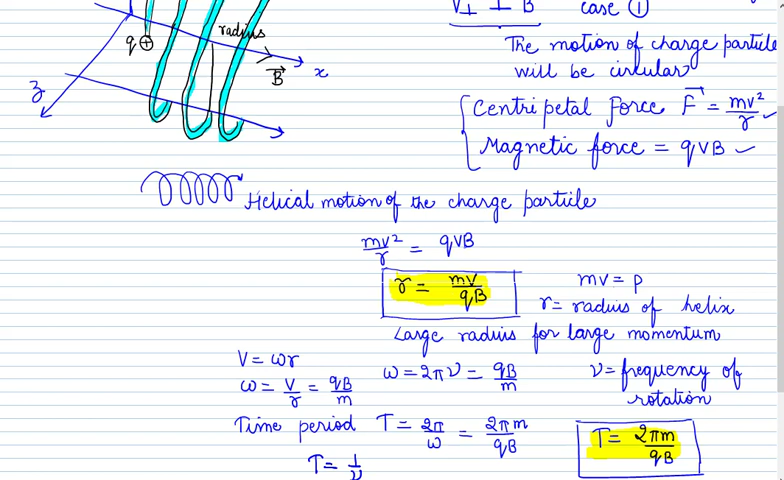 V⊥ ⊥ B case ①
q ⊕
radius
The motion of charge particle
will be circular
B⃗
x
z
Centripetal Force F⃗ = mv²/r ✓
Magnetic force = qVB ✓
Helical motion of the charge particle
mv²/r = qVB
r = mV/qB
mV = p
r = radius of helix
Large radius for large momentum
V = ωr
ω = V/r = qB/m
ω = 2πν = qB/m
ν = frequency of
rotation
Time period T = 2π/ω = 2πm/qB
T = 2πm/qB
T = 1/ν